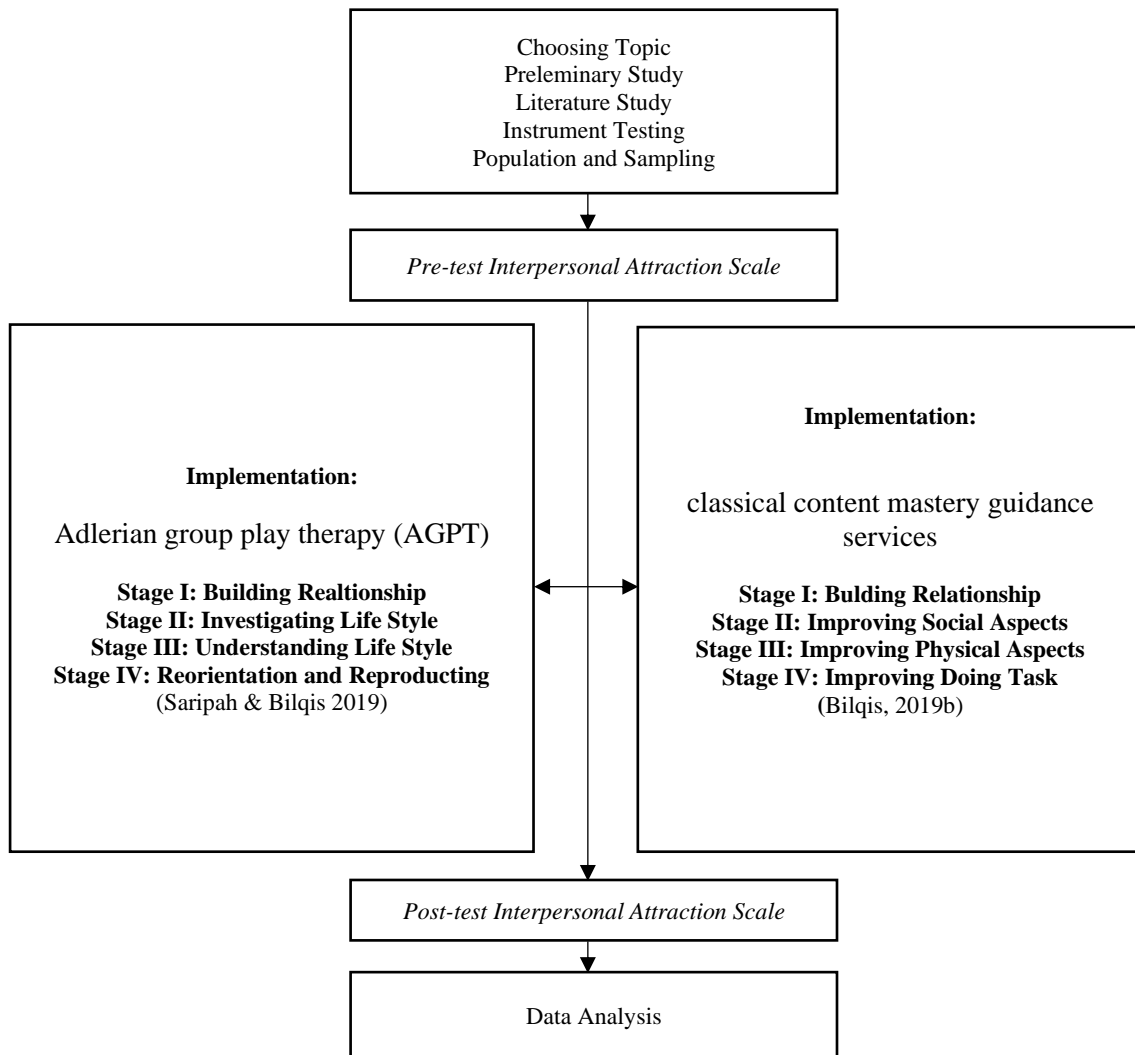 Choosing Topic
Preleminary Study
Literature Study
Instrument Testing
Population and Sampling
Pre-test Interpersonal Attraction Scale
Implementation:
Adlerian group play therapy (AGPT)
Stage I: Building Realtionship
Stage II: Investigating Life Style
Stage III: Understanding Life Style
Stage IV: Reorientation and Reproducting
(Saripah & Bilqis 2019)
Implementation:
classical content mastery guidance
services
Stage I: Bulding Relationship
Stage II: Improving Social Aspects
Stage III: Improving Physical Aspects
Stage IV: Improving Doing Task
(Bilqis, 2019b)
Post-test Interpersonal Attraction Scale
Data Analysis